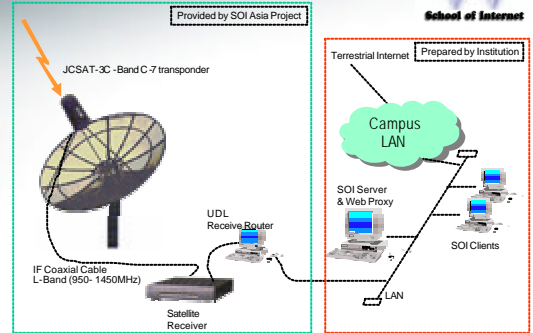 School of Internet
Provided by SOI Asia Project
Prepared by Institution
Terrestrial Internet
JCSAT-3C -Band C-7 transponder
Campus
LAN
SOI Server
& Web Proxy
UDL
Receive Router
SOI Clients
IF Coaxial Cable
L-Band (950- 1450MHz)
LAN
Satellite
Receiver